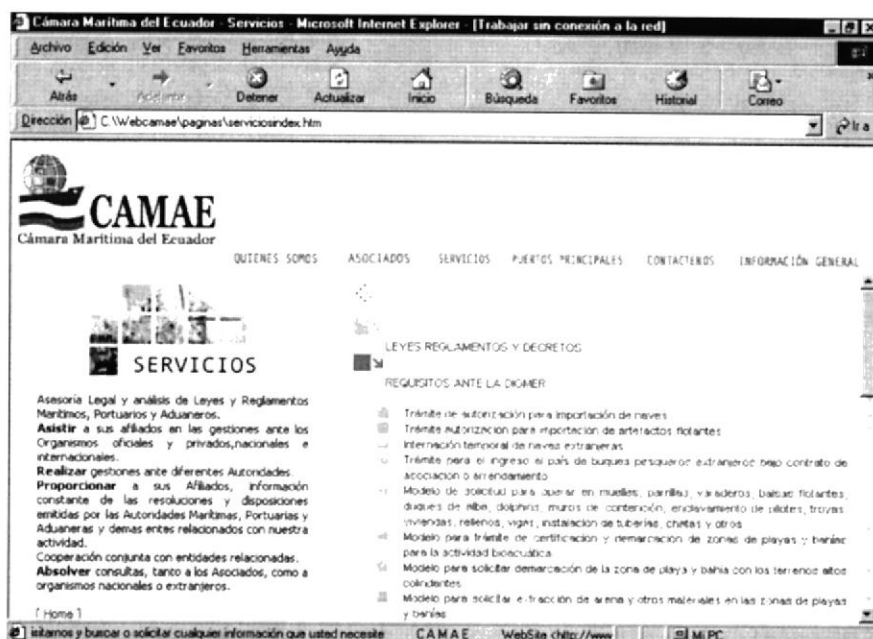 Cámara Marítima del Ecuador - Servicios - Microsoft Internet Explorer - [Trabajar sin conexión a la red]
Archivo Edición Ver Favoritos Herramientas Ayuda
Atrás Adelante Detener Actualizar Inicio Búsqueda Favoritos Historial Correo
Dirección C:\Webcamae\paginas\serviciosindex.htm Ir a
CAMAE
Cámara Marítima del Ecuador
QUIENES SOMOS ASOCIADOS SERVICIOS PUERTOS PRINCIPALES CONTACTENOS INFORMACIÓN GENERAL
SERVICIOS
Asesoría Legal y análisis de Leyes y Reglamentos
Marítimos, Portuarios y Aduaneros.
Asistir a sus afiliados en las gestiones ante los
Organismos oficiales y privados,nacionales e
internacionales.
Realizar gestiones ante diferentes Autoridades.
Proporcionar a sus Afiliados, información
constante de las resoluciones y disposiciones
emitidas por las Autoridades Marítimas, Portuarias y
Aduaneras y demas entes relacionados con nuestra
actividad.
Cooperación conjunta con entidades relacionadas.
Absolver consultas, tanto a los Asociados, como a
organismos nacionales o extranjeros.
[ Home ]
LEYES REGLAMENTOS Y DECRETOS
REQUISITOS ANTE LA DIGMER
Trámite de autorización para importación de naves
Trámite autorización para importación de artefactos flotantes
Internación temporal de naves extranjeras
Trámite para el ingreso al país de buques pesqueros extranjeros bajo contrato de
asociación o arrendamiento
Modelo de solicitud para operar en muelles, parrillas, varaderos, balsas flotantes,
duques de alba, dolphins, muros de contención, enclavamiento de pilotes, troyas
viviendas, rellenos, vigas, instalación de tuberías, chatas y otros
Modelo para trámite de certificación y demarcación de zonas de playas y bahías
para la actividad bioacuática
Modelo para solicitar demarcación de la zona de playa y bahía con los terrenos altos
colindantes
Modelo para solicitar extracción de arena y otros materiales en las zonas de playas
y bahías
isitarnos y buscar o solicitar cualquier información que usted necesite C A M A E WebSite <http://www Mi PC